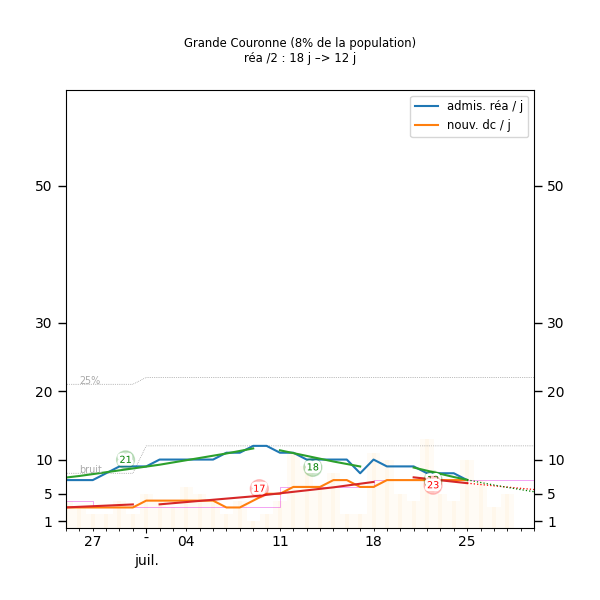 Grande Couronne (8% de la population)
réa /2 : 18 j –> 12 j
admis. réa / j
nouv. dc / j
50 50
30 30
25%
20 20
10 10
21
18
bruit
17
23
5 5
1 1
27 - 04 11 18 25
juil.